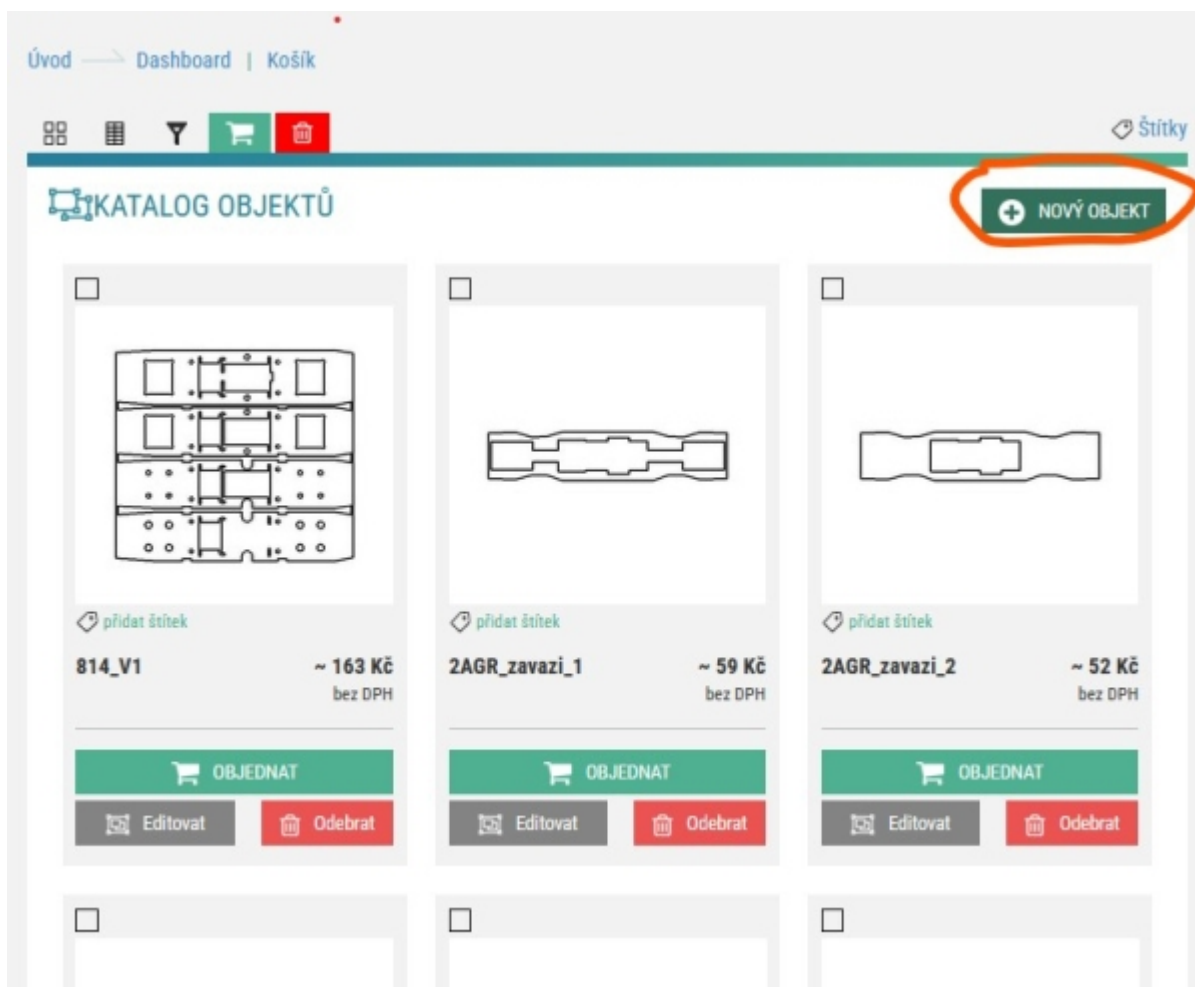 Úvod Dashboard | Košík
Štítky
KATALOG OBJEKTŮ
NOVÝ OBJEKT
přidat štítek přidat štítek přidat štítek
814_V1 ~ 163 Kč 2AGR_zavazi_1 ~ 59 Kč 2AGR_zavazi_2 ~ 52 Kč
bez DPH bez DPH bez DPH
OBJEDNAT OBJEDNAT OBJEDNAT
Editovat Odebrat Editovat Odebrat Editovat Odebrat